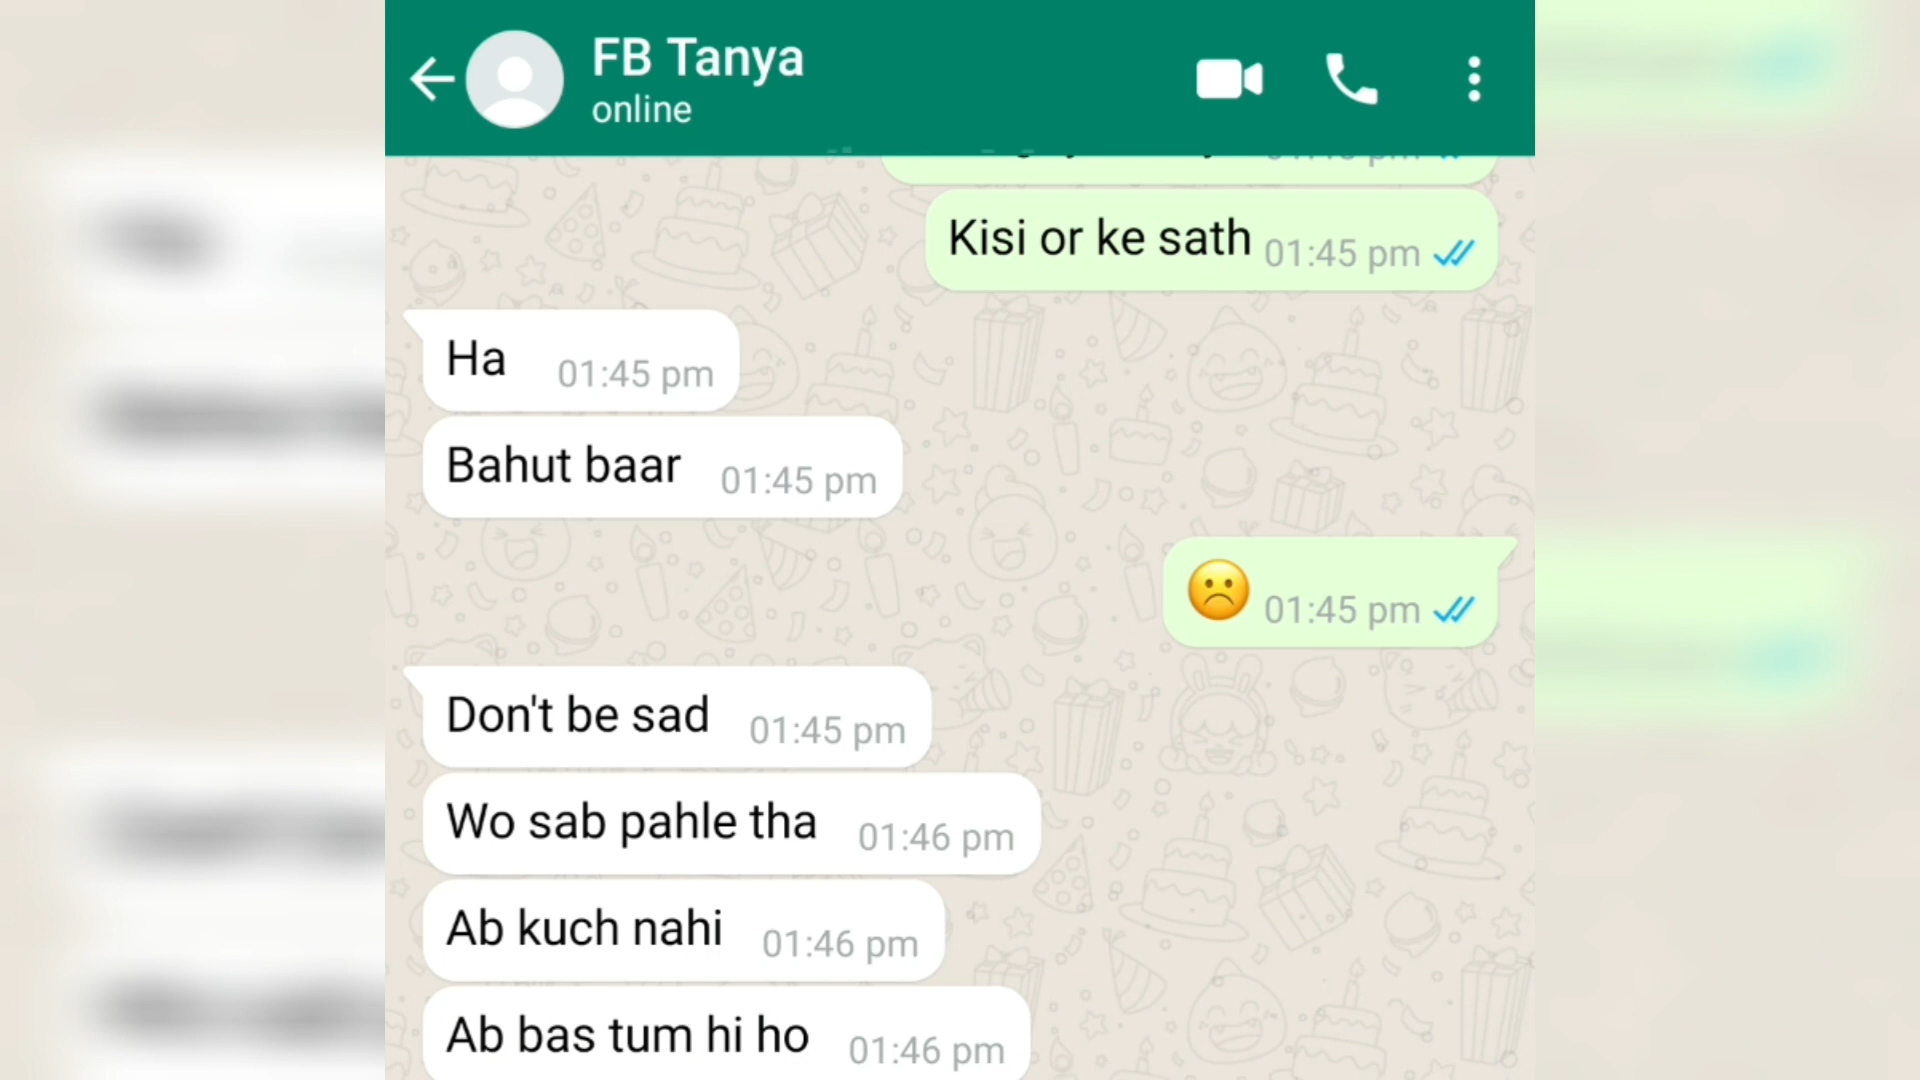 FB Tanya
online
Kisi or ke sath 01:45 pm
Ha 01:45 pm
Bahut baar 01:45 pm
01:45 pm
Don't be sad 01:45 pm
Wo sab pahle tha 01:46 pm
Ab kuch nahi 01:46 pm
Ab bas tum hi ho 01:46 pm